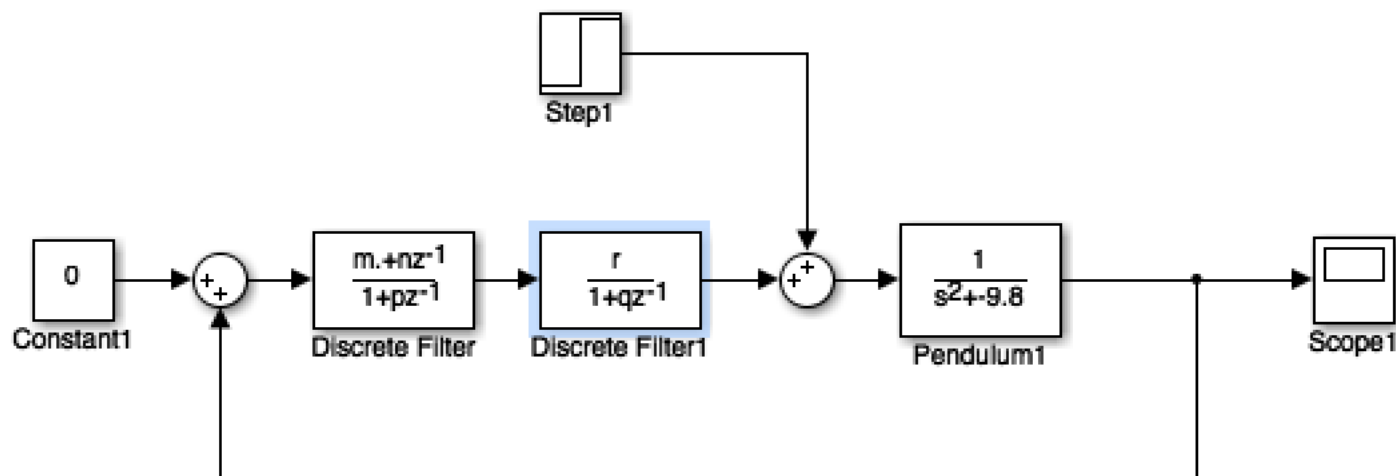 Step1
0
Constant1
+
+
m.+nz-1
1+pz-1
Discrete Filter
r
1+qz-1
Discrete Filter1
+
+
1
s2+-9.8
Pendulum1
Scope1